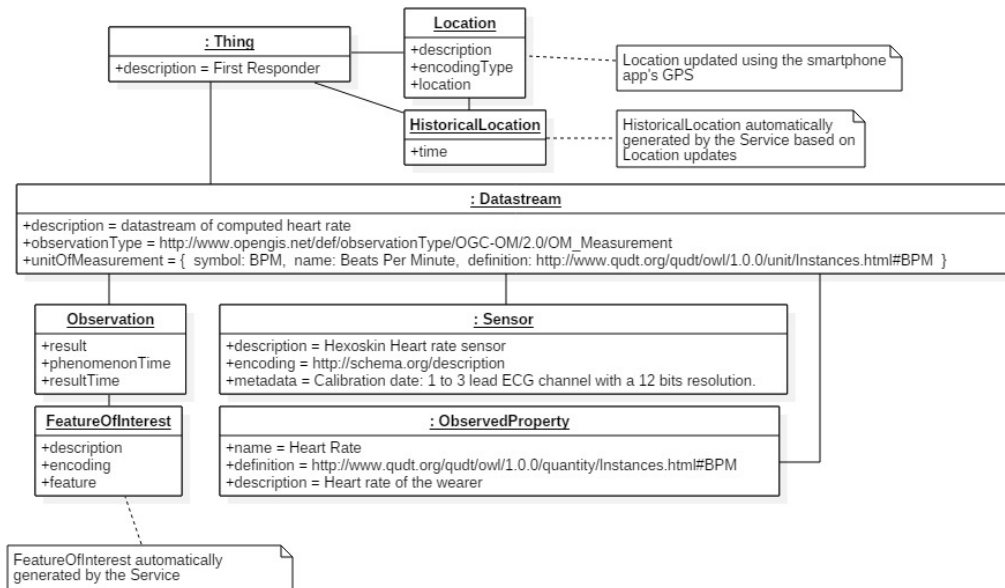 : Thing
+description = First Responder
Location
+description
+encodingType
+location
Location updated using the smartphone
app's GPS
HistoricalLocation
+time
HistoricalLocation automatically
generated by the Service based on
Location updates
: Datastream
+description = datastream of computed heart rate
+observationType = http://www.opengis.net/def/observationType/OGC-OM/2.0/OM_Measurement
+unitOfMeasurement = {  symbol: BPM,  name: Beats Per Minute,  definition: http://www.qudt.org/qudt/owl/1.0.0/unit/Instances.html#BPM  }
Observation
+result
+phenomenonTime
+resultTime
: Sensor
+description = Hexoskin Heart rate sensor
+encoding = http://schema.org/description
+metadata = Calibration date: 1 to 3 lead ECG channel with a 12 bits resolution.
FeatureOfInterest
+description
+encoding
+feature
: ObservedProperty
+name = Heart Rate
+definition = http://www.qudt.org/qudt/owl/1.0.0/quantity/Instances.html#BPM
+description = Heart rate of the wearer
FeatureOfInterest automatically
generated by the Service